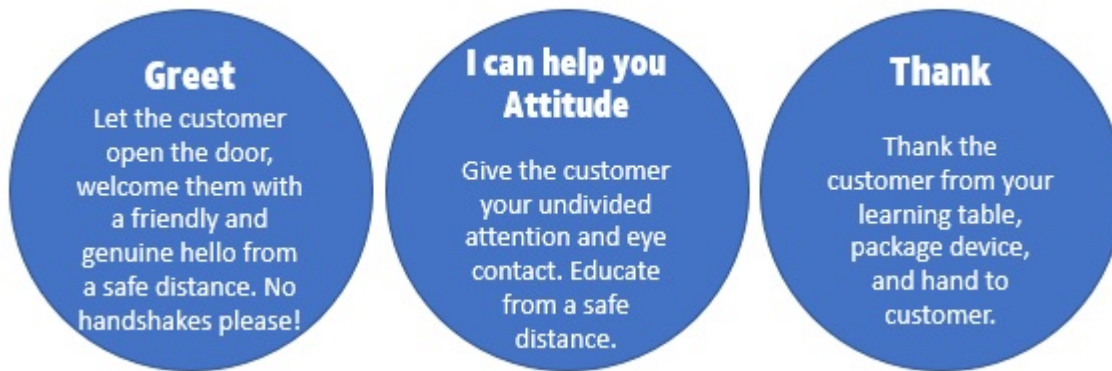 Greet
Let the customer
open the door,
welcome them with
a friendly and
genuine hello from
a safe distance. No
handshakes please!
I can help you
Attitude
Give the customer
your undivided
attention and eye
contact. Educate
from a safe
distance.
Thank
Thank the
customer from your
learning table,
package device,
and hand to
customer.